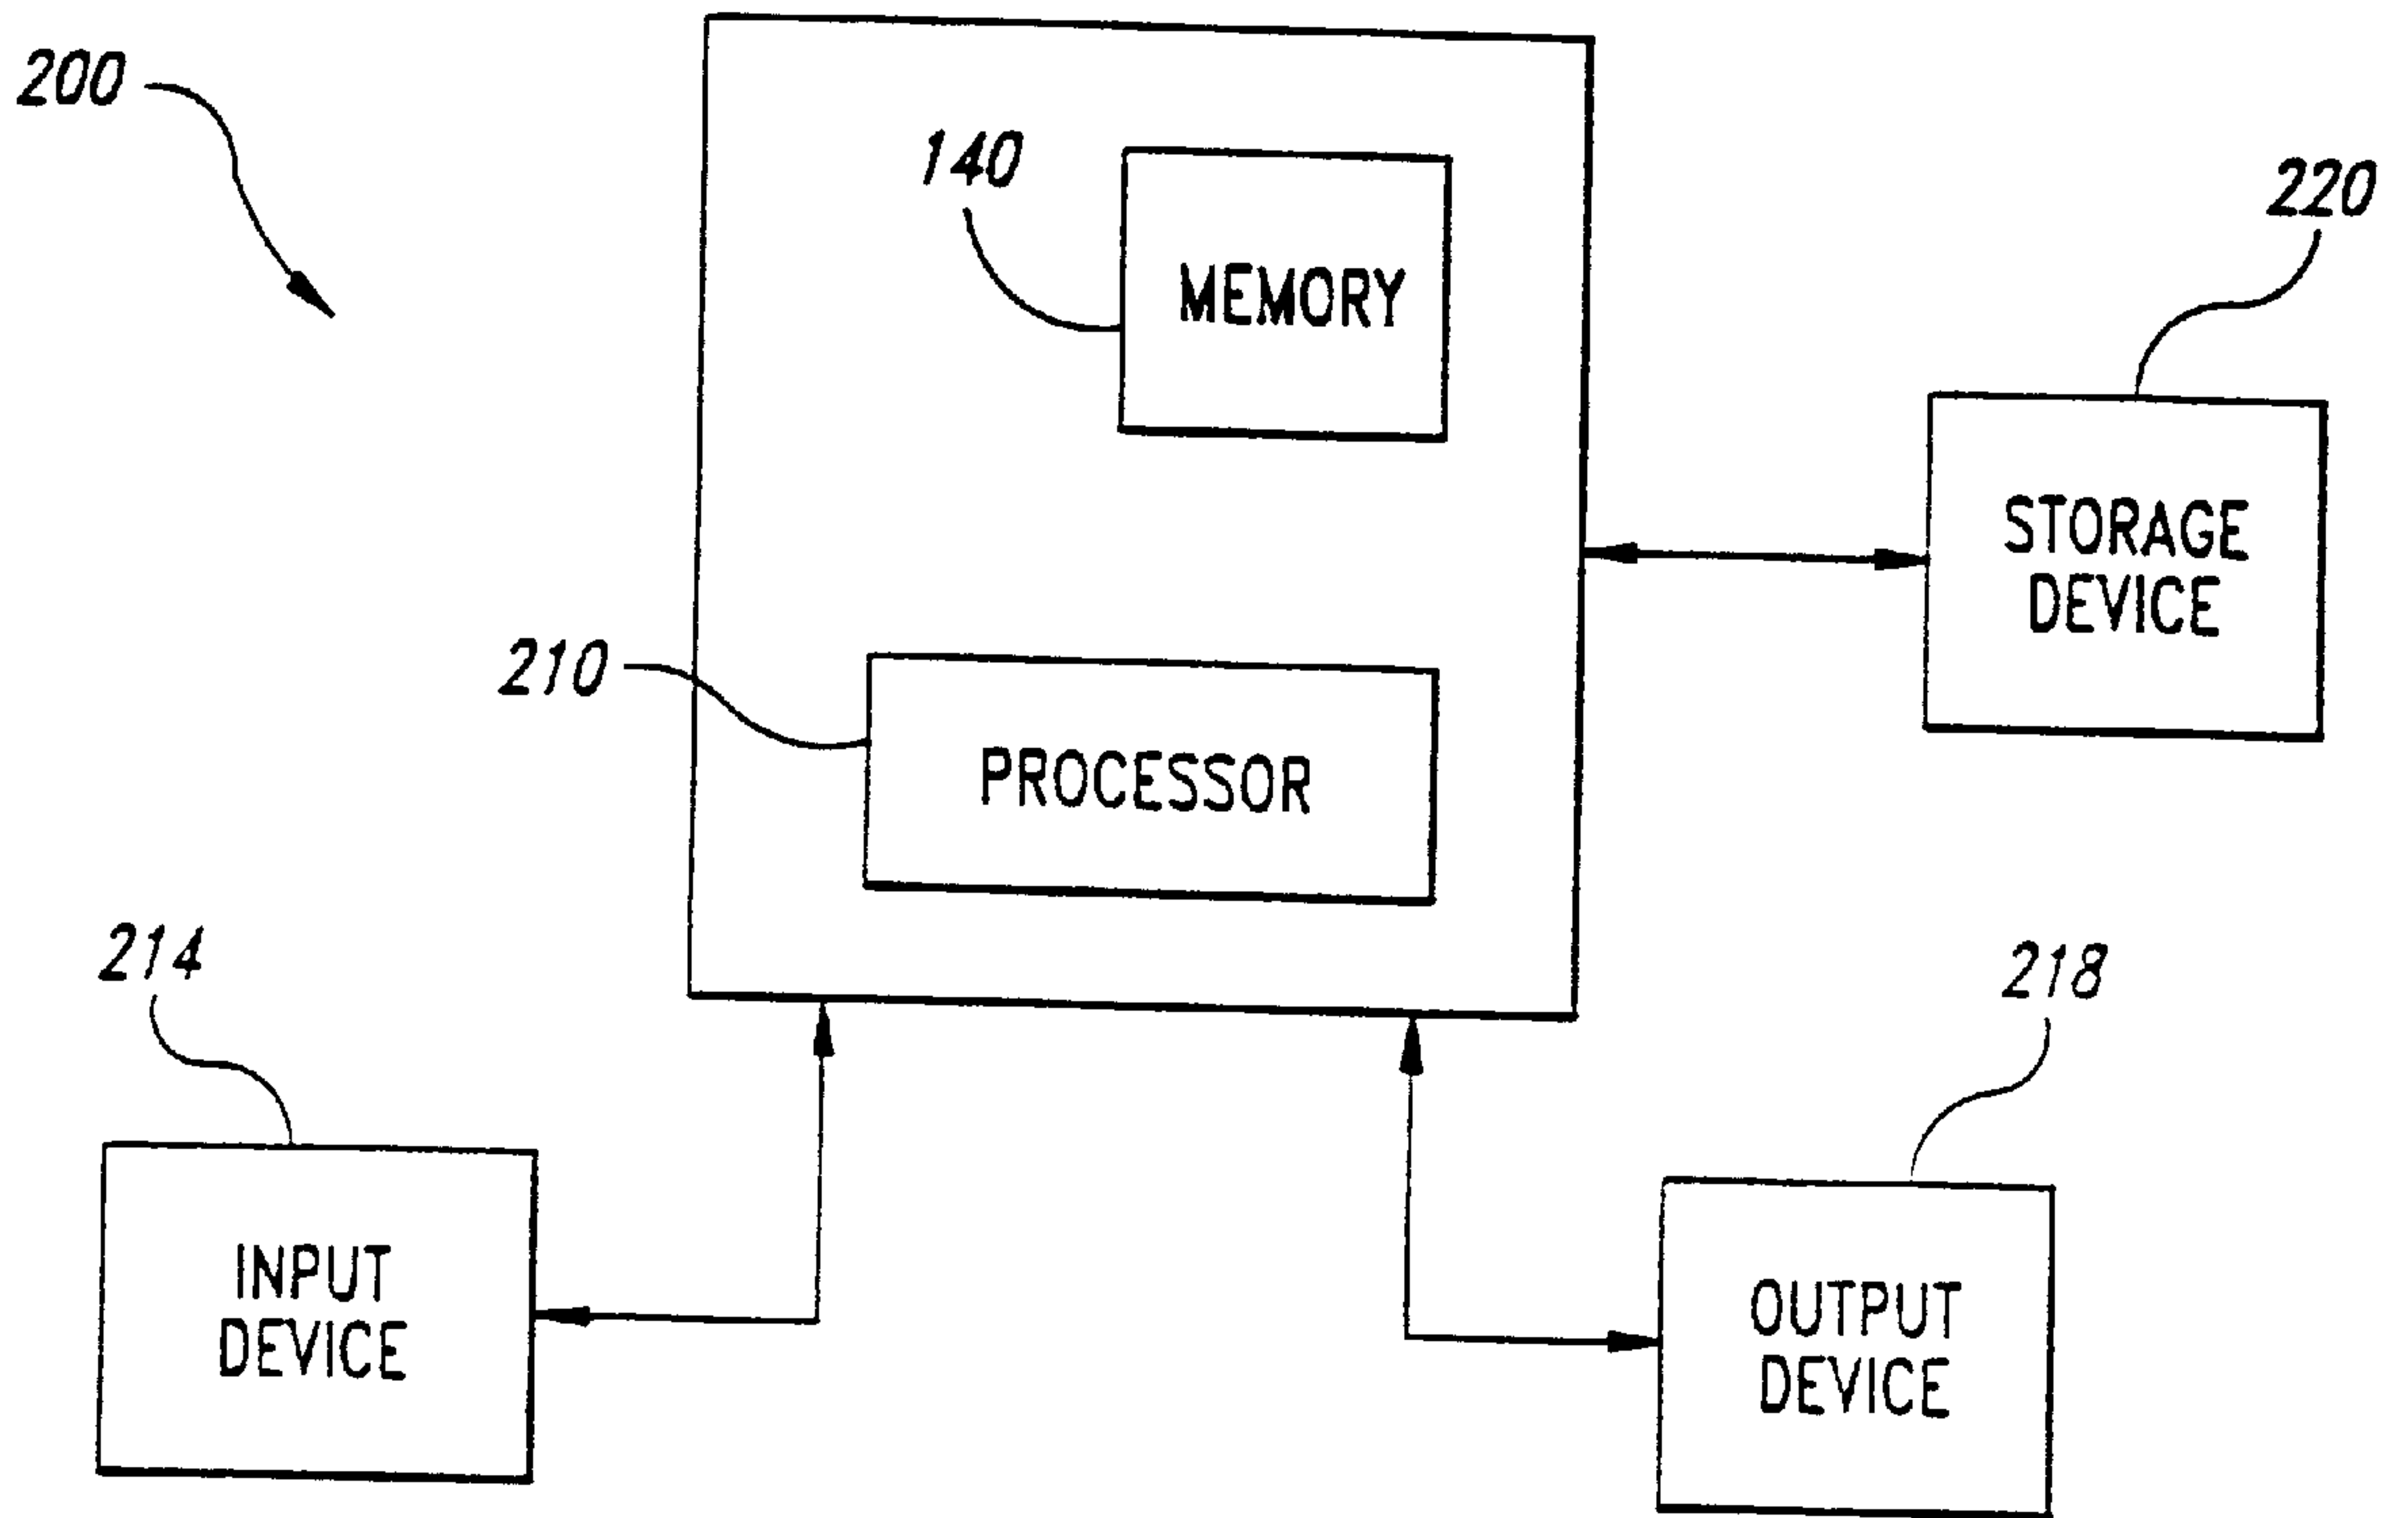 200
140
MEMORY
220
STORAGE
DEVICE
210
PROCESSOR
214
218
INPUT
DEVICE
OUTPUT
DEVICE